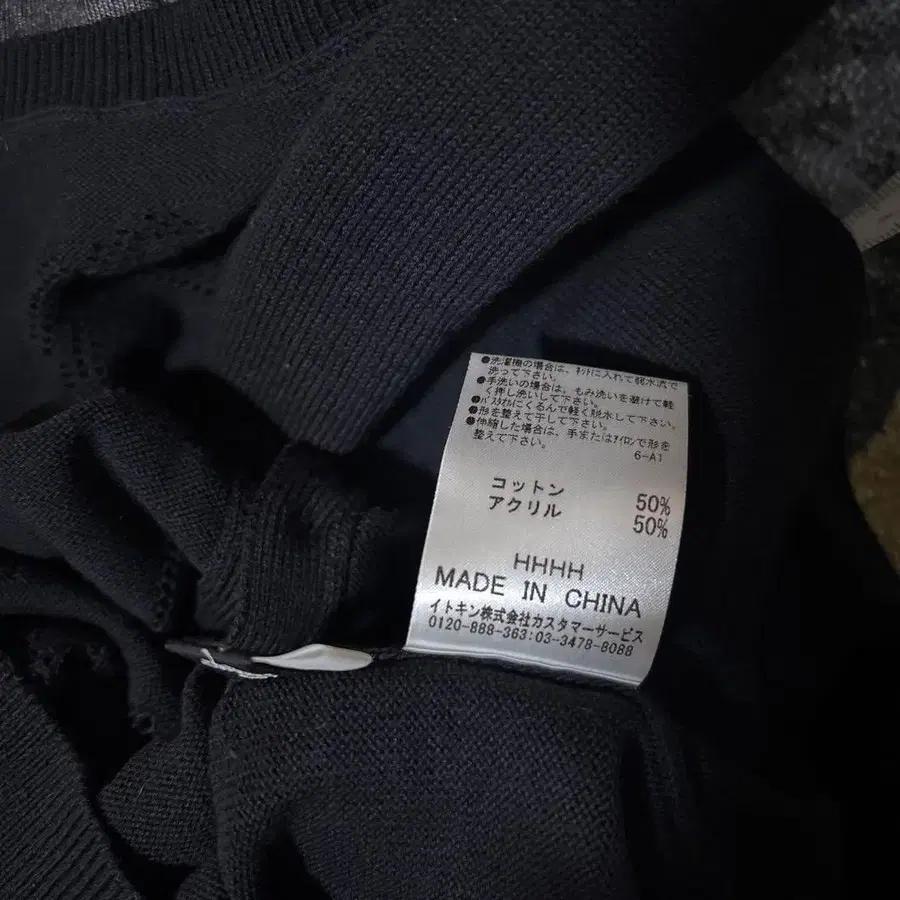 ●洗濯機の場合は、ﾈｯﾄに入れて弱水流で
洗って下さい。
●手洗いの場合は、もみ洗いを避けて軽
く押し洗いして下さい。
●ﾊﾞｽﾀｵﾙにくるんで軽く脱水して下さい。
●形を整えて干して下さい。
●伸縮した場合は、手またはｱｲﾛﾝで形を
整えて下さい。
6-A1
コットン 50%
アクリル 50%
HHHH
MADE IN CHINA
イトキン株式会社カスタマーサービス
0120-888-363:03-3478-8088